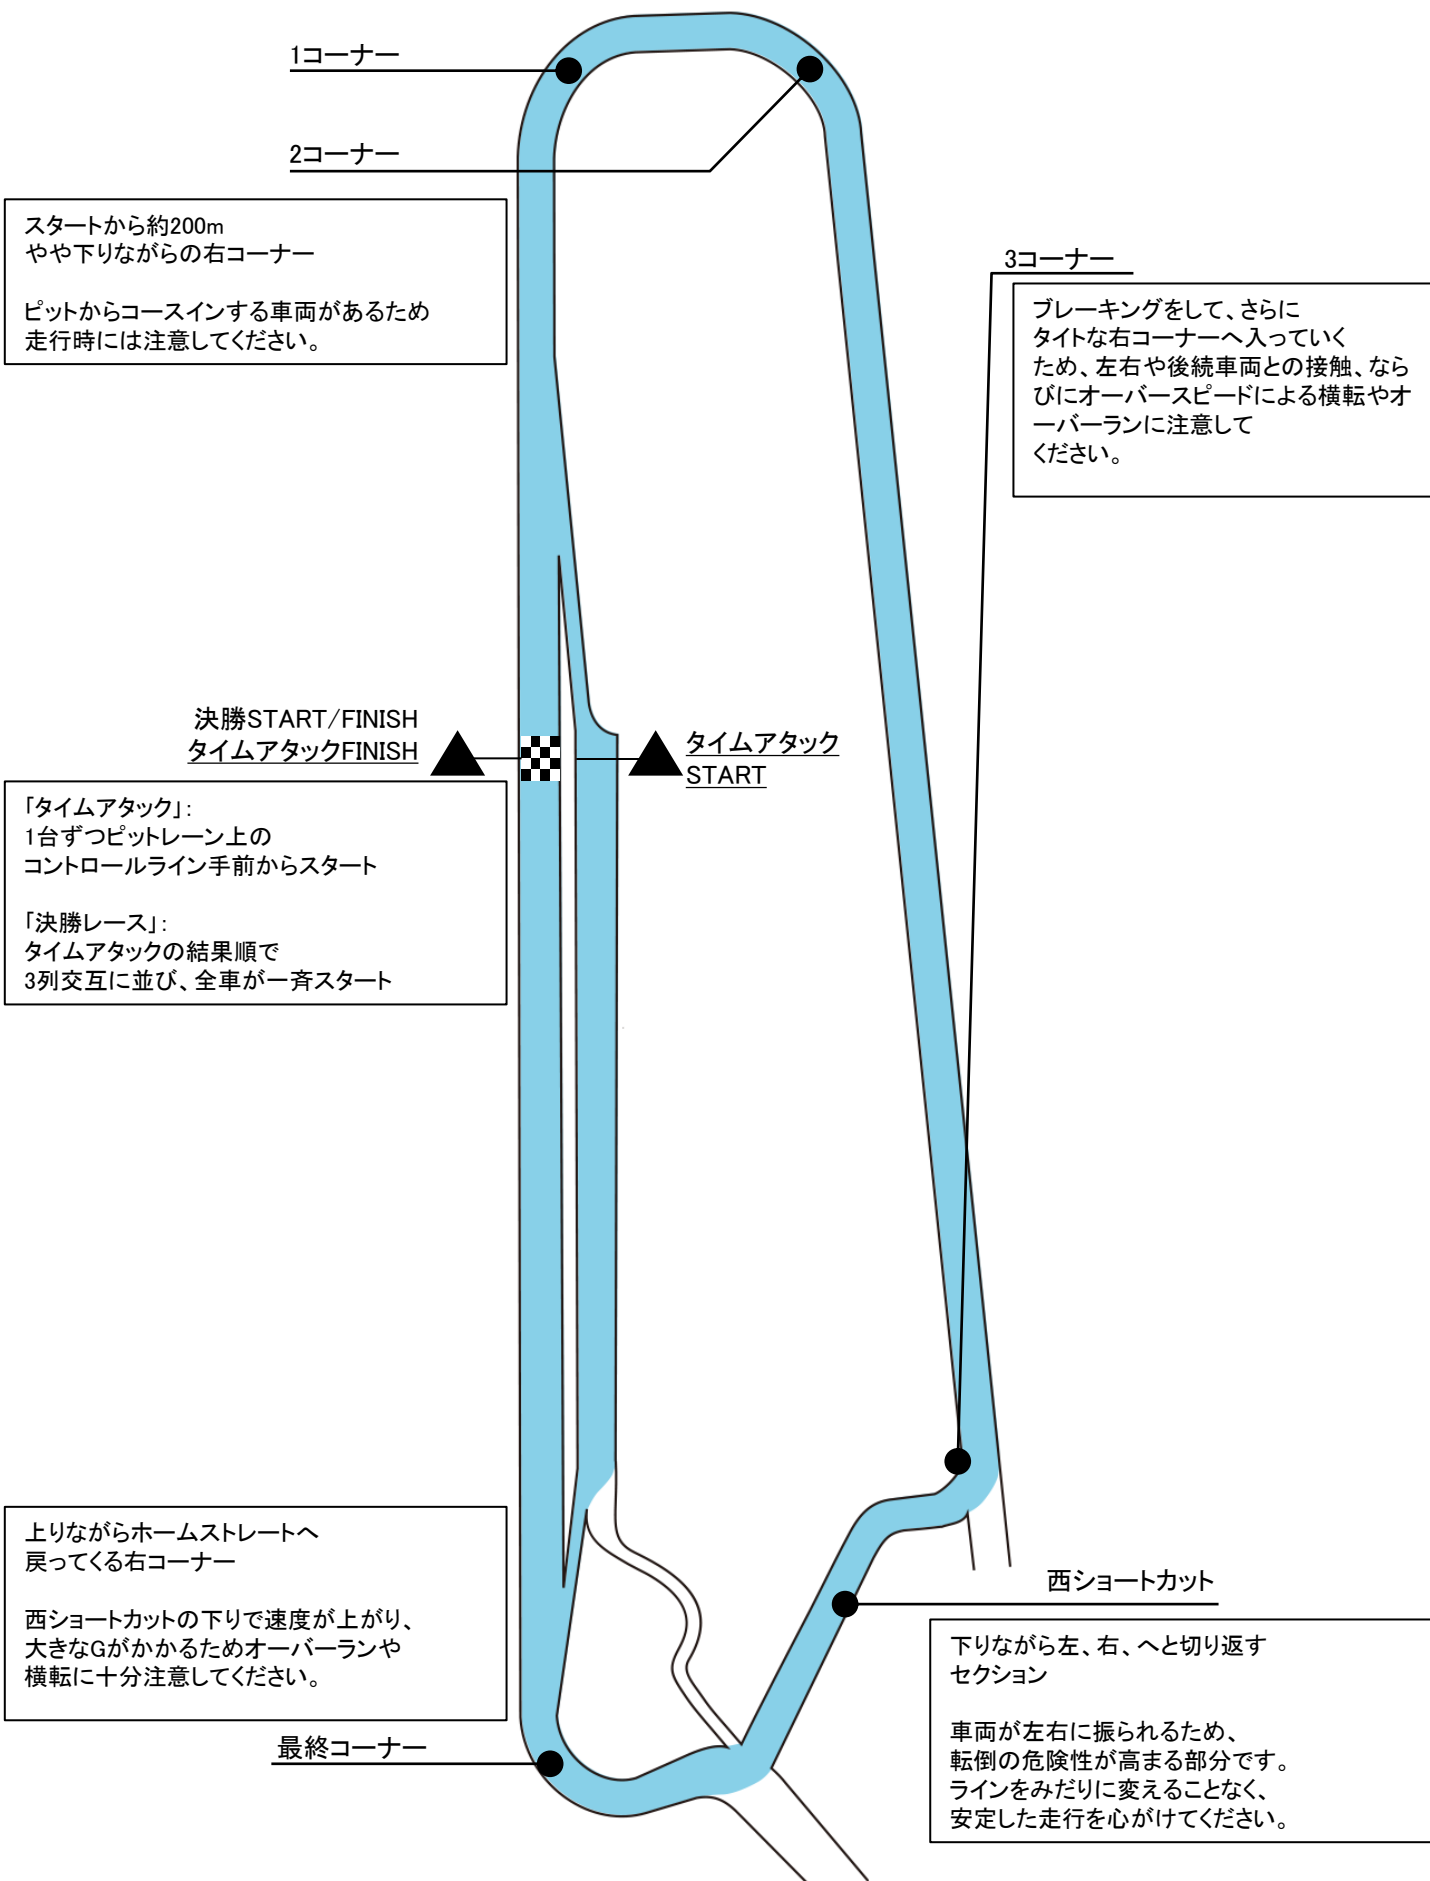 1コーナー
2コーナー
スタートから約200m
やや下りながらの右コーナー
ピットからコースインする車両があるため
走行時には注意してください。
3コーナー
ブレーキングをして、さらに
タイトな右コーナーへ入っていく
ため、左右や後続車両との接触、なら
びにオーバースピードによる横転やオ
ーバーランに注意して
ください。
決勝START/FINISH
タイムアタックFINISH
タイムアタック
START
「タイムアタック」:
1台ずつピットレーン上の
コントロールライン手前からスタート
「決勝レース」:
タイムアタックの結果順で
3列交互に並び、全車が一斉スタート
上りながらホームストレートへ
戻ってくる右コーナー
西ショートカットの下りで速度が上がり、
大きなGがかかるためオーバーランや
横転に十分注意してください。
最終コーナー
西ショートカット
下りながら左、右、へと切り返す
セクション
車両が左右に振られるため、
転倒の危険性が高まる部分です。
ラインをみだりに変えることなく、
安定した走行を心がけてください。